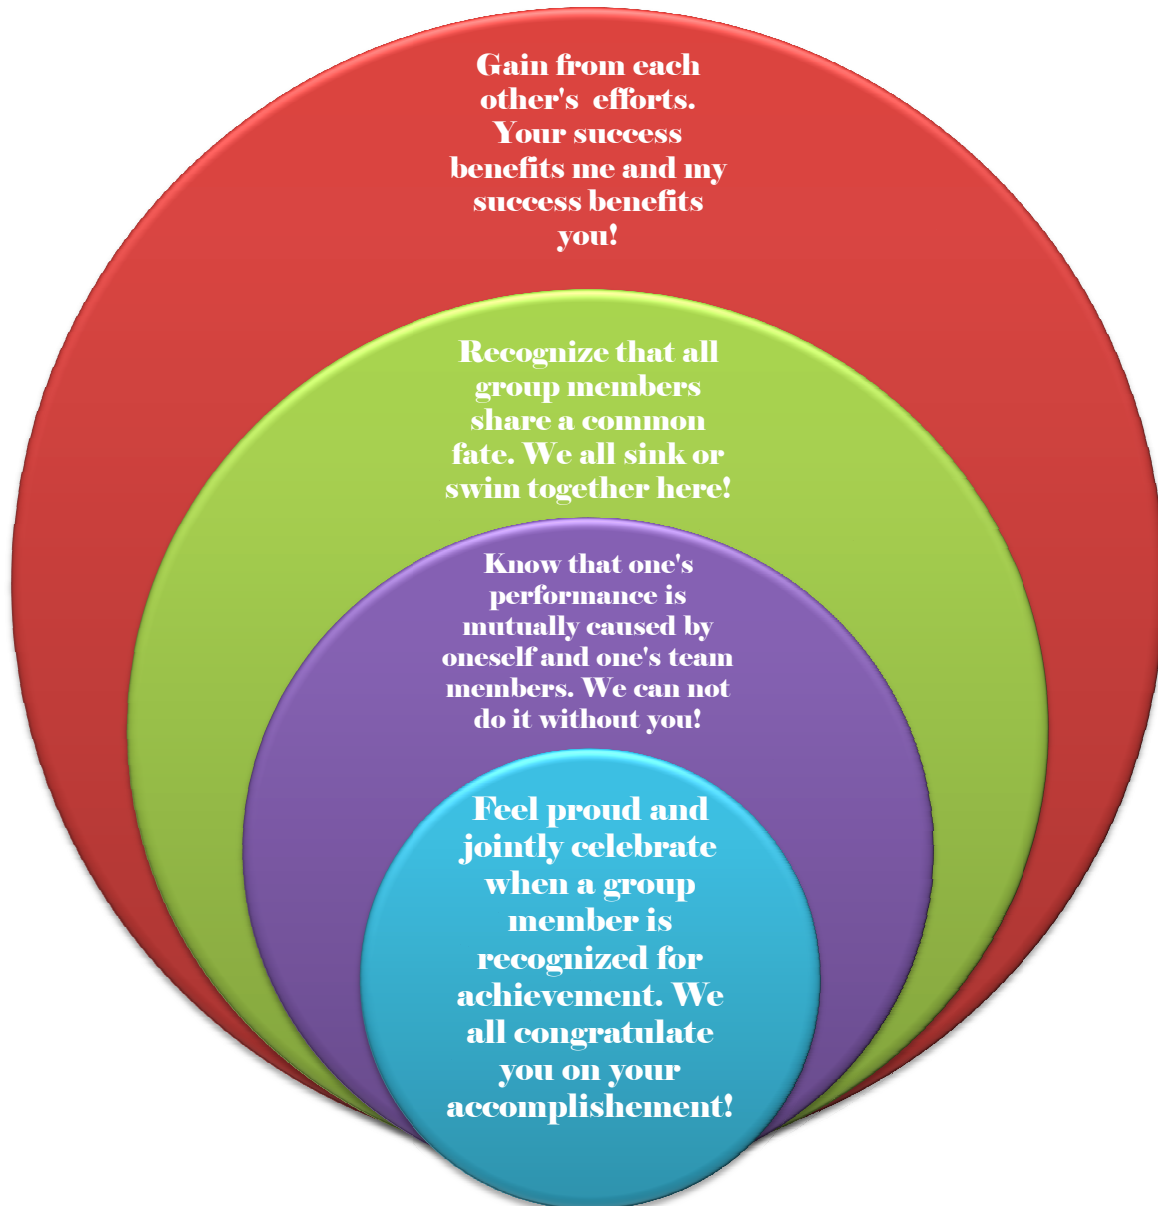 Gain from each
other's  efforts.
Your success
benefits me and my
success benefits
you!
Recognize that all
group members
share a common
fate. We all sink or
swim together here!
Know that one's
performance is
mutually caused by
oneself and one's team
members. We can not
do it without you!
Feel proud and
jointly celebrate
when a group
member is
recognized for
achievement. We
all congratulate
you on your
accomplishement!